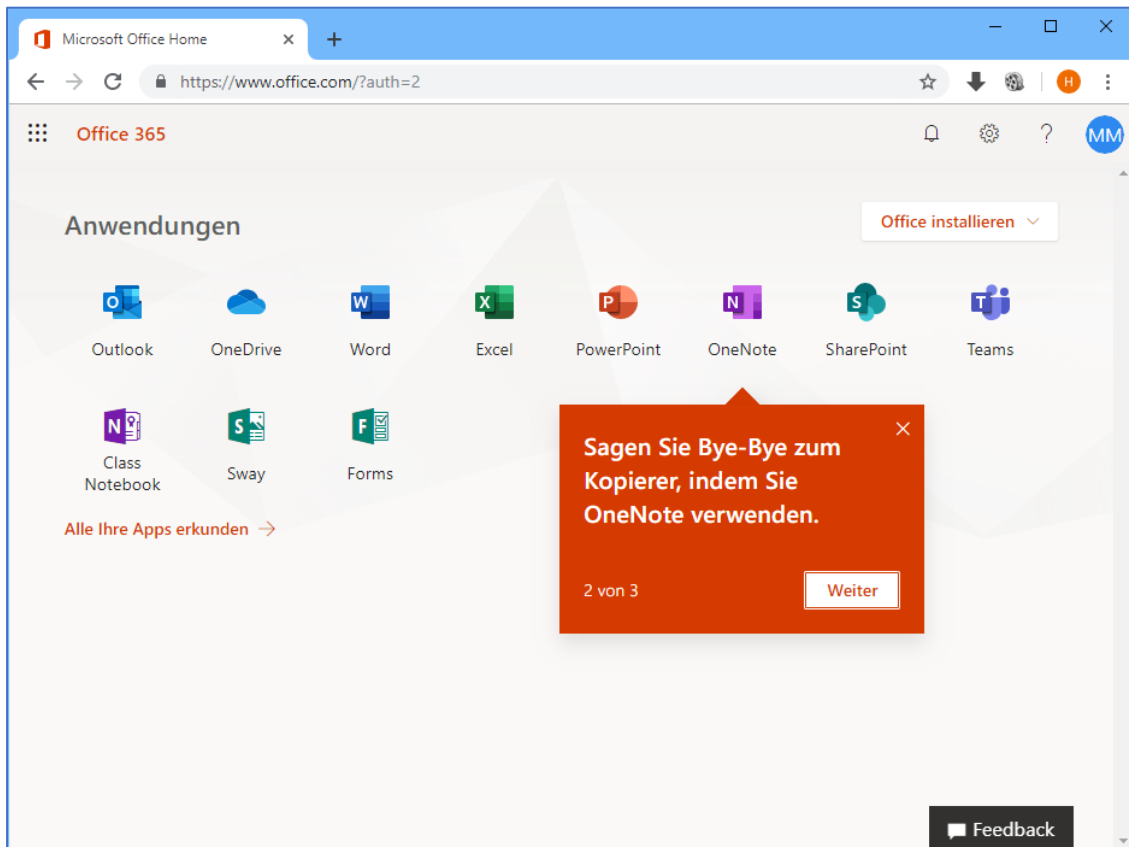 Microsoft Office Home
https://www.office.com/?auth=2
H
Office 365
?
MM
Anwendungen
Office installieren
Outlook
OneDrive
Word
Excel
PowerPoint
OneNote
SharePoint
Teams
Class
Notebook
Sway
Forms
Alle Ihre Apps erkunden
Sagen Sie Bye-Bye zum
Kopierer, indem Sie
OneNote verwenden.
2 von 3
Weiter
Feedback